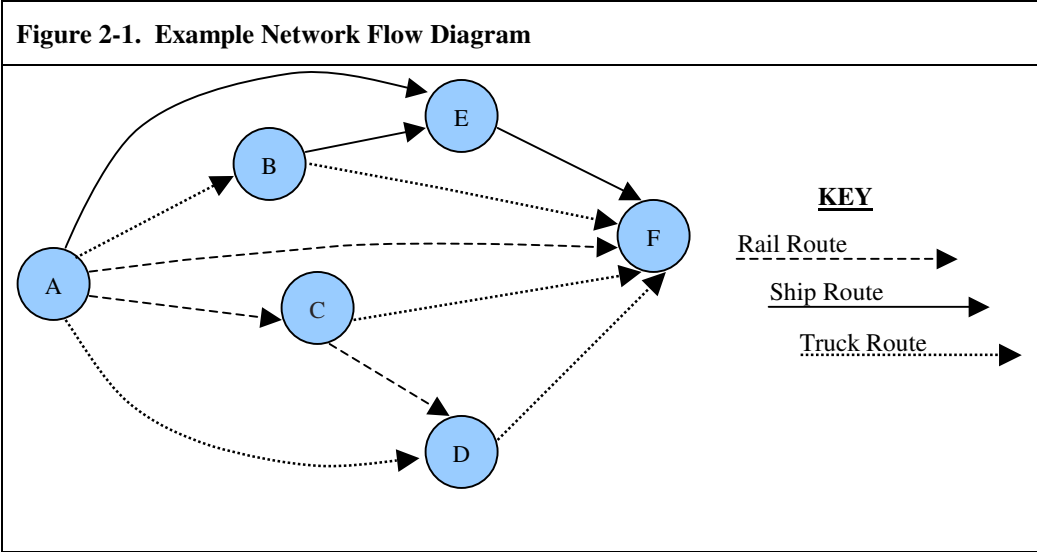 Figure 2-1. Example Network Flow Diagram
E
B
F
A
C
D
KEY
Rail Route
Ship Route
Truck Route